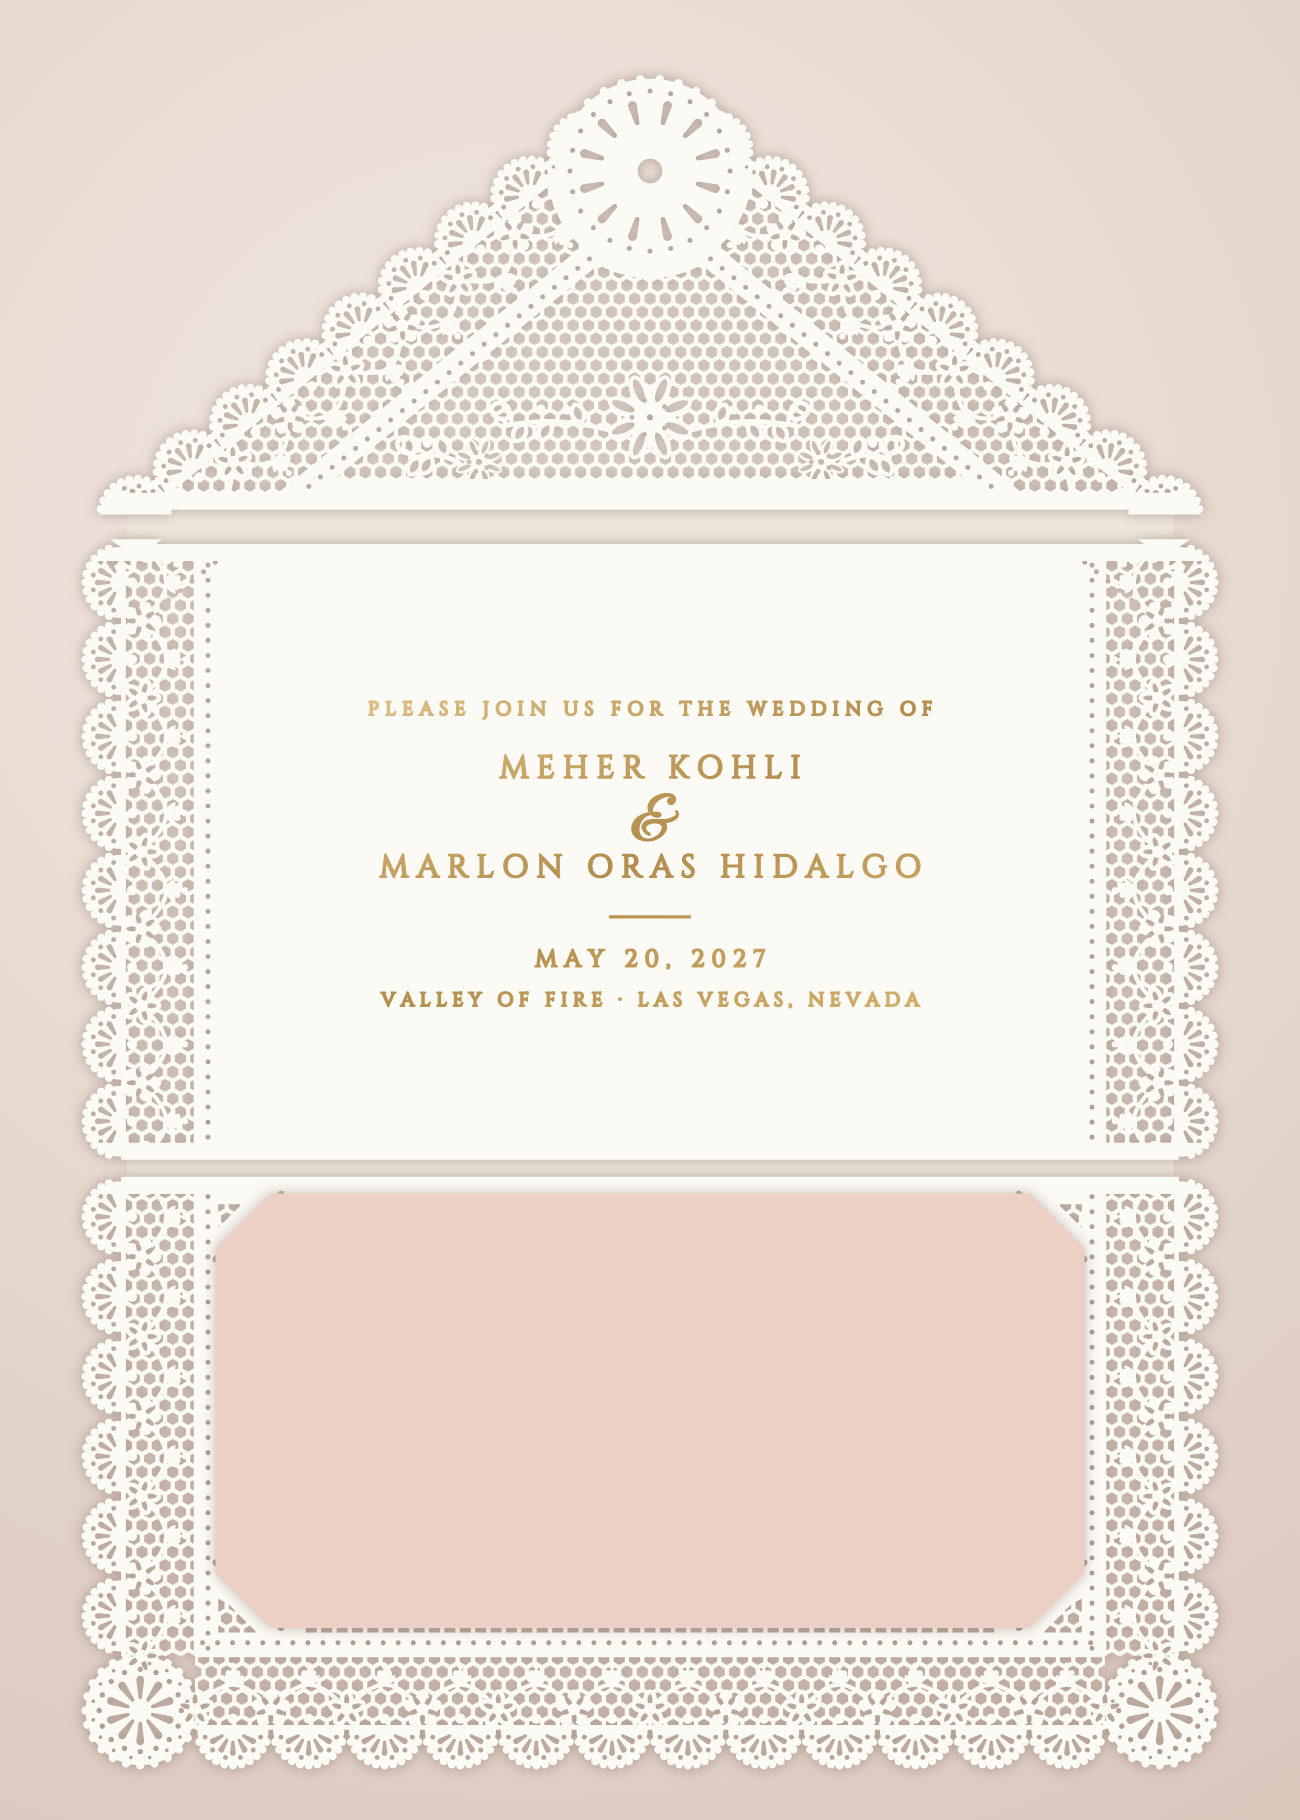 PLEASE JOIN US FOR THE WEDDING OF
MEHER KOHLI
&
MARLON ORAS HIDALGO
MAY 20, 2027
VALLEY OF FIRE · LAS VEGAS, NEVADA